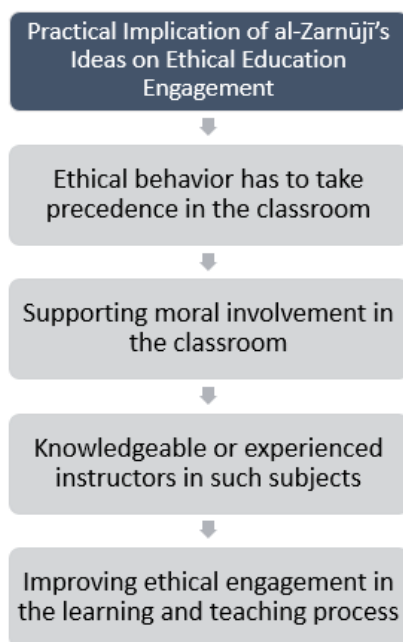 Practical Implication of al-Zarnūjī's
Ideas on Ethical Education
Engagement
Ethical behavior has to take
precedence in the classroom
Supporting moral involvement in
the classroom
Knowledgeable or experienced
instructors in such subjects
Improving ethical engagement in
the learning and teaching process